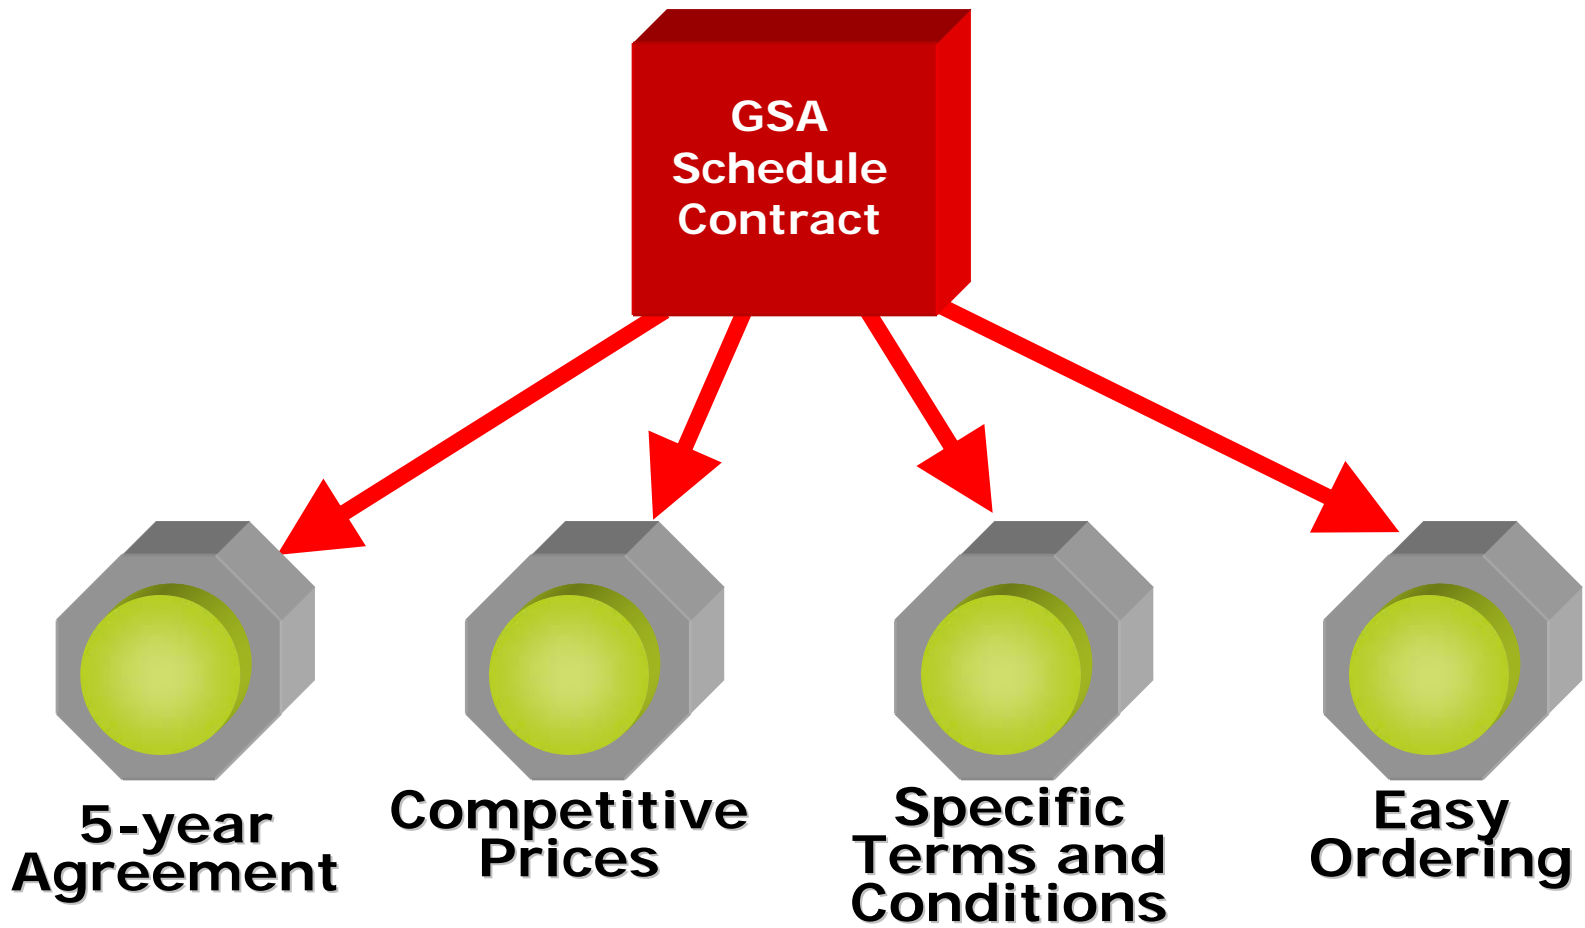 GSA
Schedule
Contract
5-year
Agreement
Competitive
Prices
Specific
Terms and
Conditions
Easy
Ordering